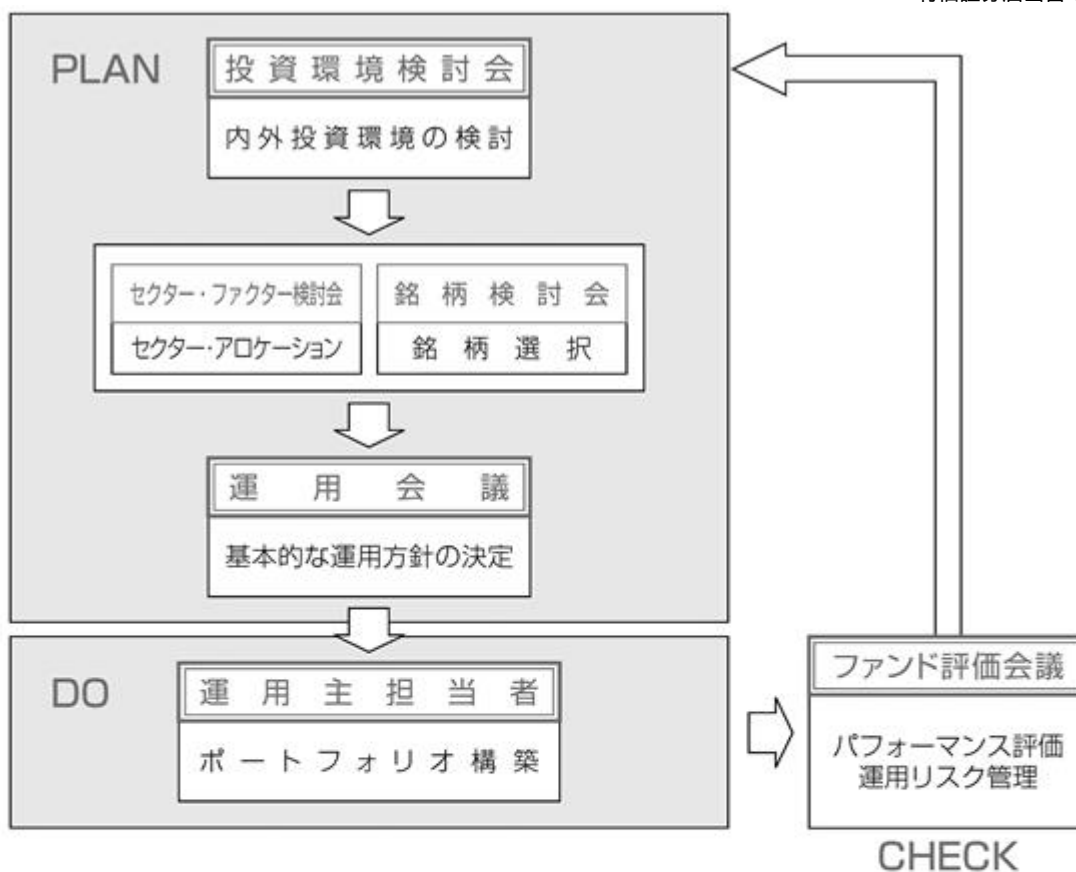 PLAN
投資環境検討会
内外投資環境の検討
セクター・ファクター検討会
セクター・アロケーション
銘柄検討会
銘柄選択
運用会議
基本的な運用方針の決定
DO
運用主担当者
ポートフォリオ構築
ファンド評価会議
パフォーマンス評価
運用リスク管理
CHECK